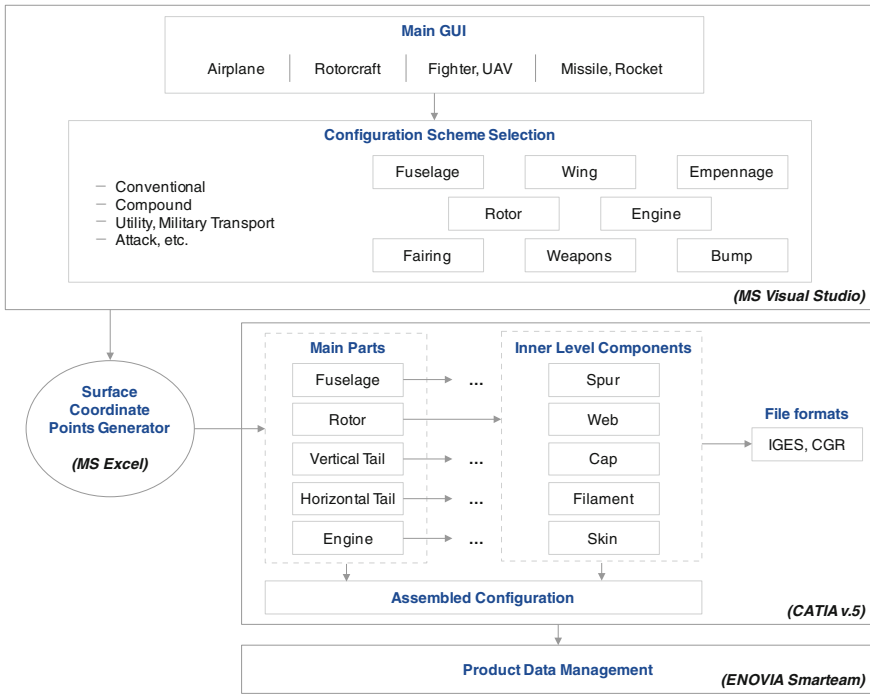 Main GUI
Airplane Rotorcraft Fighter, UAV Missile, Rocket
Configuration Scheme Selection
– Conventional
– Compound
– Utility, Military Transport
– Attack, etc.
Fuselage Wing Empennage
Rotor Engine
Fairing Weapons Bump
(MS Visual Studio)
Surface
Coordinate
Points Generator
(MS Excel)
Main Parts
Fuselage ...
Rotor
Vertical Tail ...
Horizontal Tail ...
Engine ...
Inner Level Components
Spur
Web
Cap
Filament
Skin
File formats
IGES, CGR
Assembled Configuration
(CATIA v.5)
Product Data Management
(ENOVIA Smarteam)